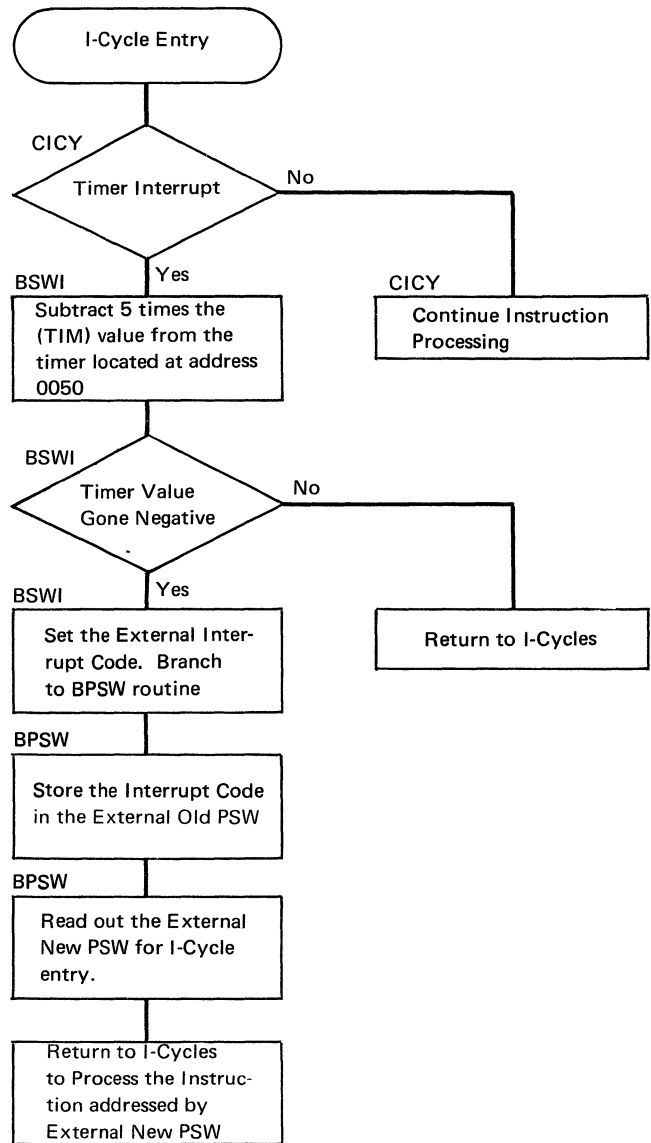 I-Cycle Entry
CICY
Timer Interrupt
No
Yes
BSWI
Subtract 5 times the
(TIM) value from the
timer located at address
0050
CICY
Continue Instruction
Processing
BSWI
Timer Value
Gone Negative
No
Yes
BSWI
Set the External Inter-
rupt Code. Branch
to BPSW routine
Return to I-Cycles
BPSW
Store the Interrupt Code
in the External Old PSW
BPSW
Read out the External
New PSW for I-Cycle
entry.
Return to I-Cycles
to Process the Instruc-
tion addressed by
External New PSW